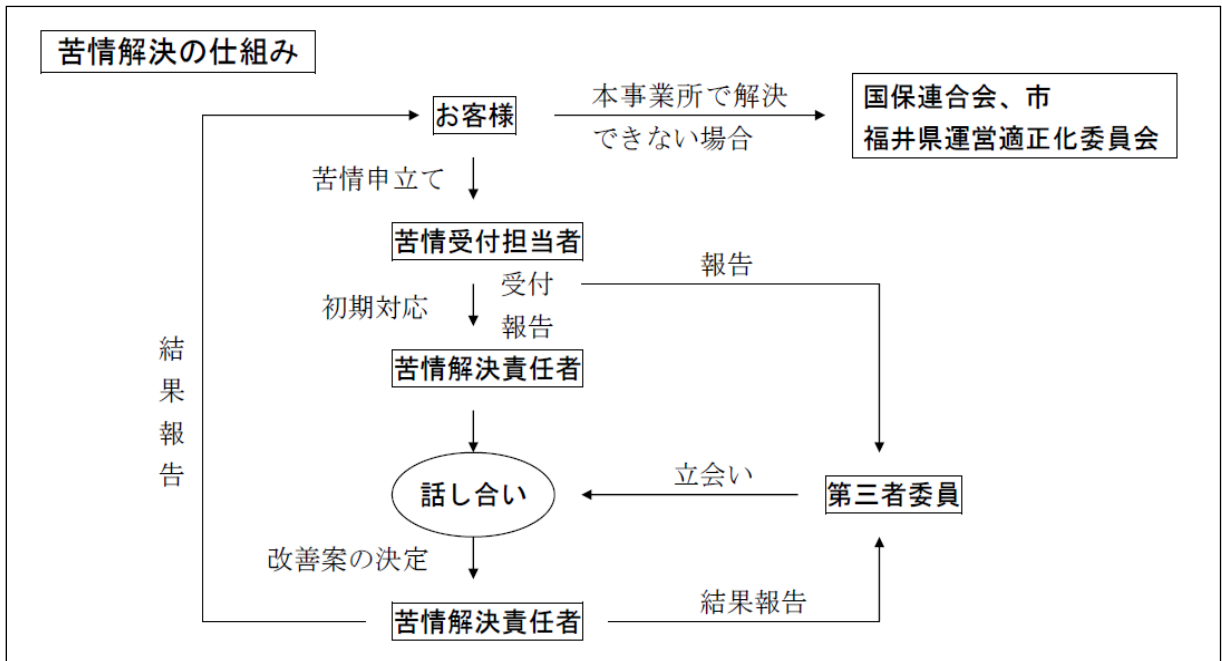 苦情解決の仕組み
お客様
本事業所で解決
できない場合
国保連合会、市
福井県運営適正化委員会
苦情申立て
苦情受付担当者
報告
初期対応
受付
報告
苦情解決責任者
結果報告
話し合い
立会い
第三者委員
改善案の決定
苦情解決責任者
結果報告